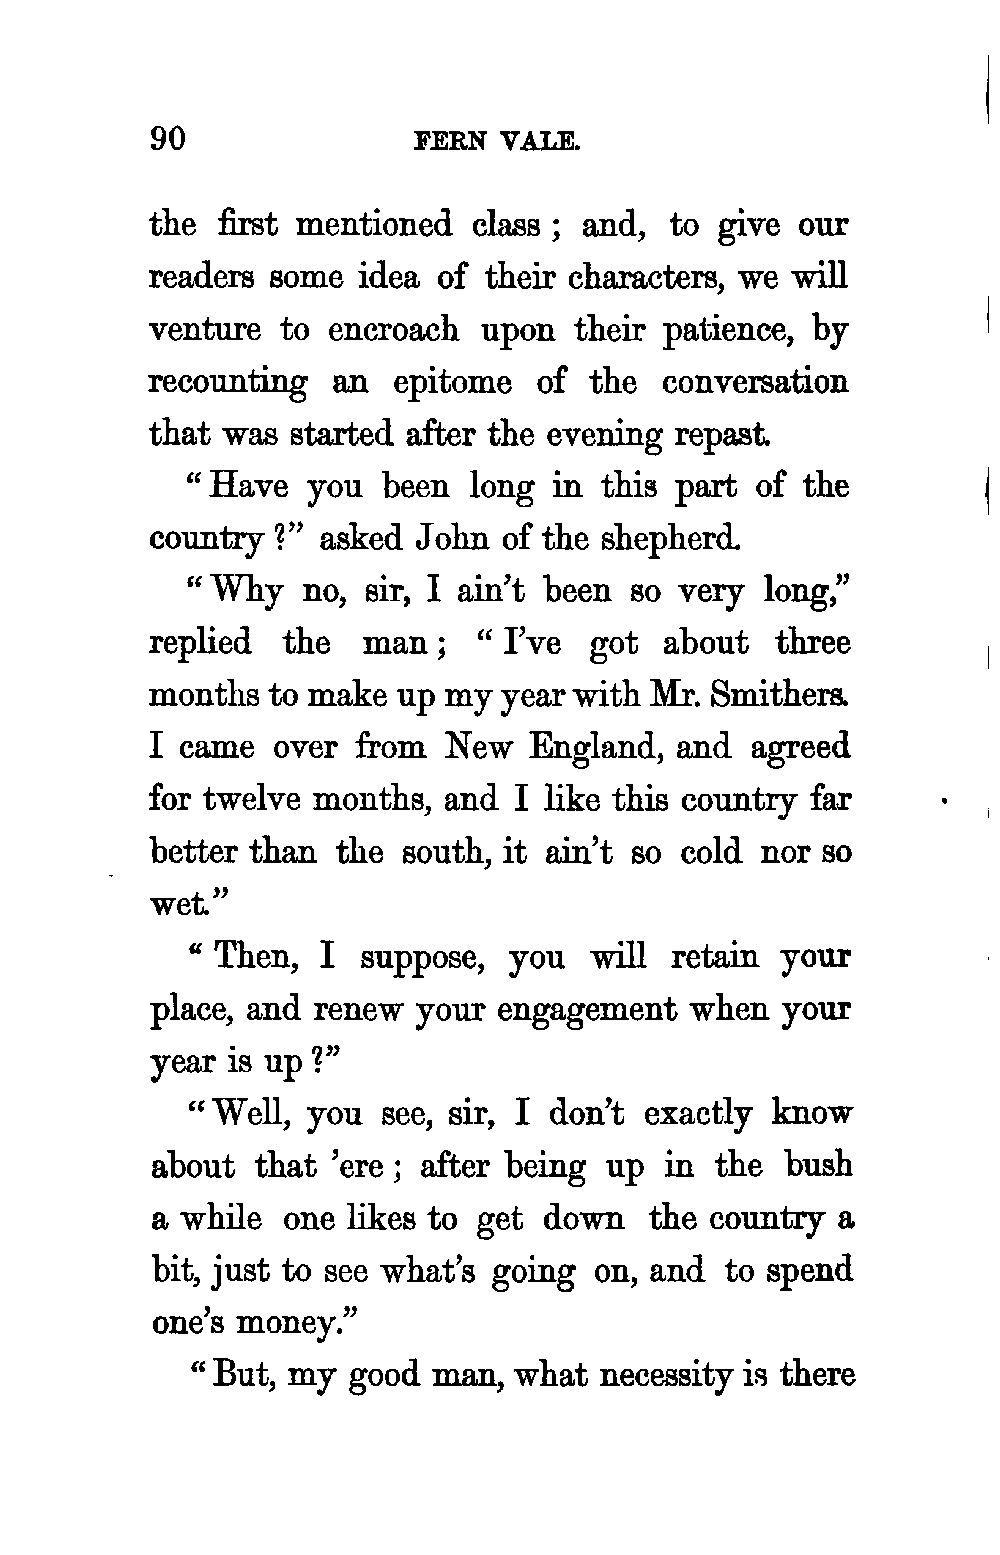 90 FERN VALE.
the first mentioned class ; and, to give our
readers some idea of their characters, we will
venture to encroach upon their patience, by
recounting an epitome of the conversation
that was started after the evening repast.
“ Have you been long in this part of the
country ?” asked John of the shepherd.
“ Why no, sir, I ain’t been so very long,”
replied the man ; “ I’ve got about three
months to make up my year with Mr. Smithers.
I came over from New England, and agreed
for twelve months, and I like this country far
better than the south, it ain’t so cold nor so
wet.”
“ Then, I suppose, you will retain your
place, and renew your engagement when your
year is up ?”
“ Well, you see, sir, I don’t exactly know
about that ’ere ; after being up in the bush
a while one likes to get down the country a
bit, just to see what’s going on, and to spend
one’s money.”
“ But, my good man, what necessity is there